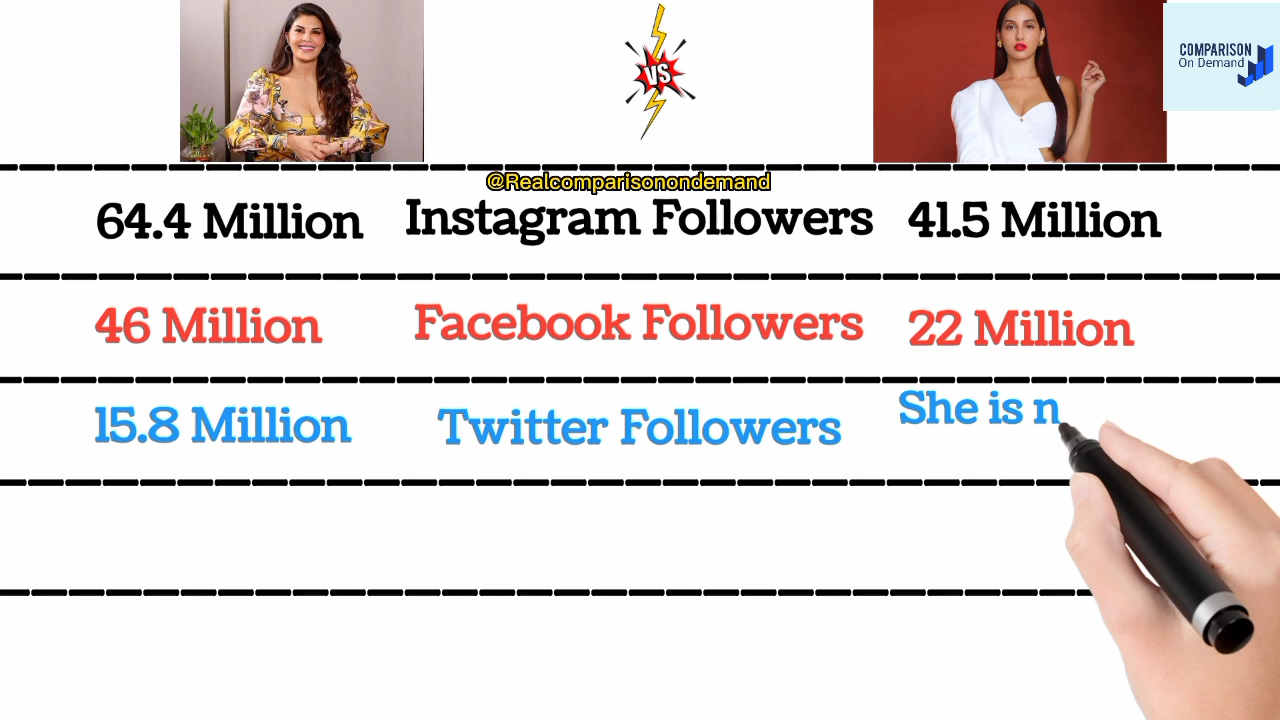 VS
COMPARISON
On Demand
@Realcomparisonondemand
64.4 Million Instagram Followers 41.5 Million
46 Million Facebook Followers 22 Million
15.8 Million Twitter Followers She is n